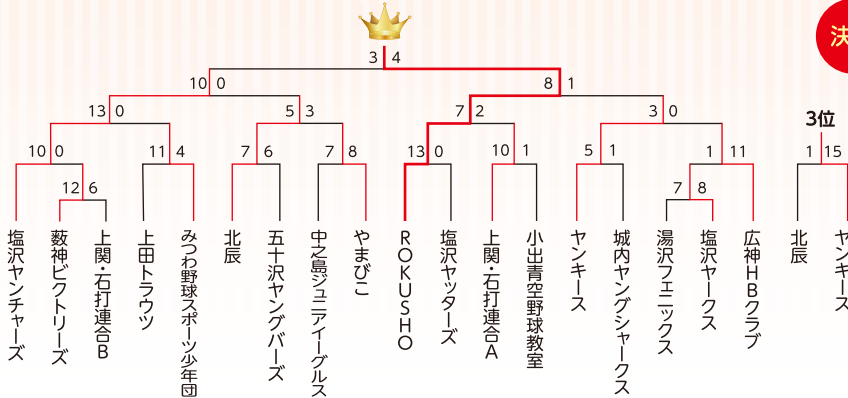 決
3 4
10 0
8 1
13 0
5 3
7 2
3 0
3位
10 0
11 4
7 6
7 8
13 0
10 1
5 1
1 11
1 15
12 6
7 8
塩沢ヤンチャーズ
薮神ビクトリーズ
上関・石打連合B
上田トラウツ
みつわ野球スポーツ少年団
北辰
五十沢ヤングバーズ
中之島ジュニアイーグルス
やまびこ
ROKUSHO
塩沢ヤッターズ
上関・石打連合A
小出青空野球教室
ヤンキース
城内ヤングシャークス
湯沢フェニックス
塩沢ヤークス
広神HBクラブ
北辰
ヤンキース